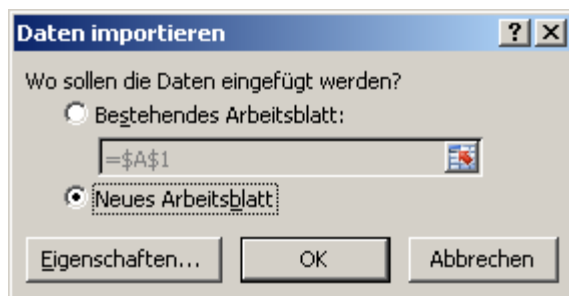 Daten importieren
Wo sollen die Daten eingefügt werden?
Bestehendes Arbeitsblatt:
=$A$1
Neues Arbeitsblatt
Eigenschaften... OK Abbrechen